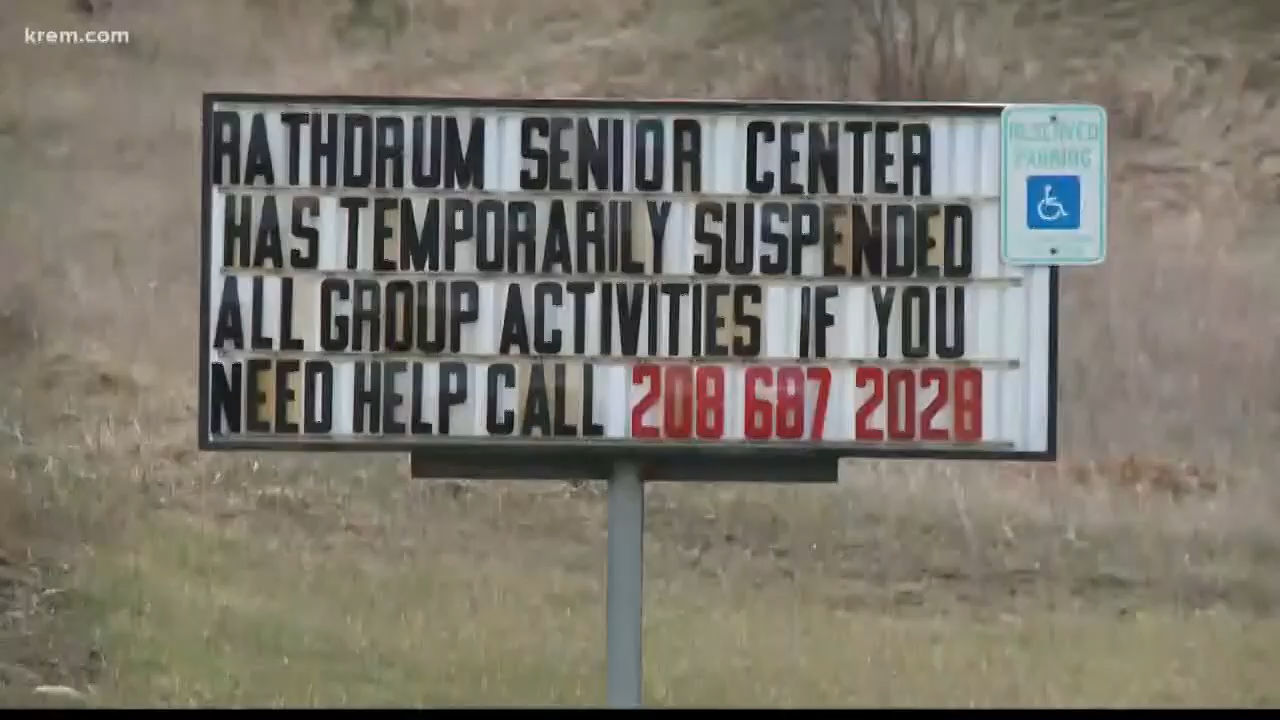 krem.com
RATHDRUM SENIOR CENTER
HAS TEMPORARILY SUSPENDED
ALL GROUP ACTIVITIES IF YOU
NEED HELP CALL 208 687 2028
RESERVED
PARKING